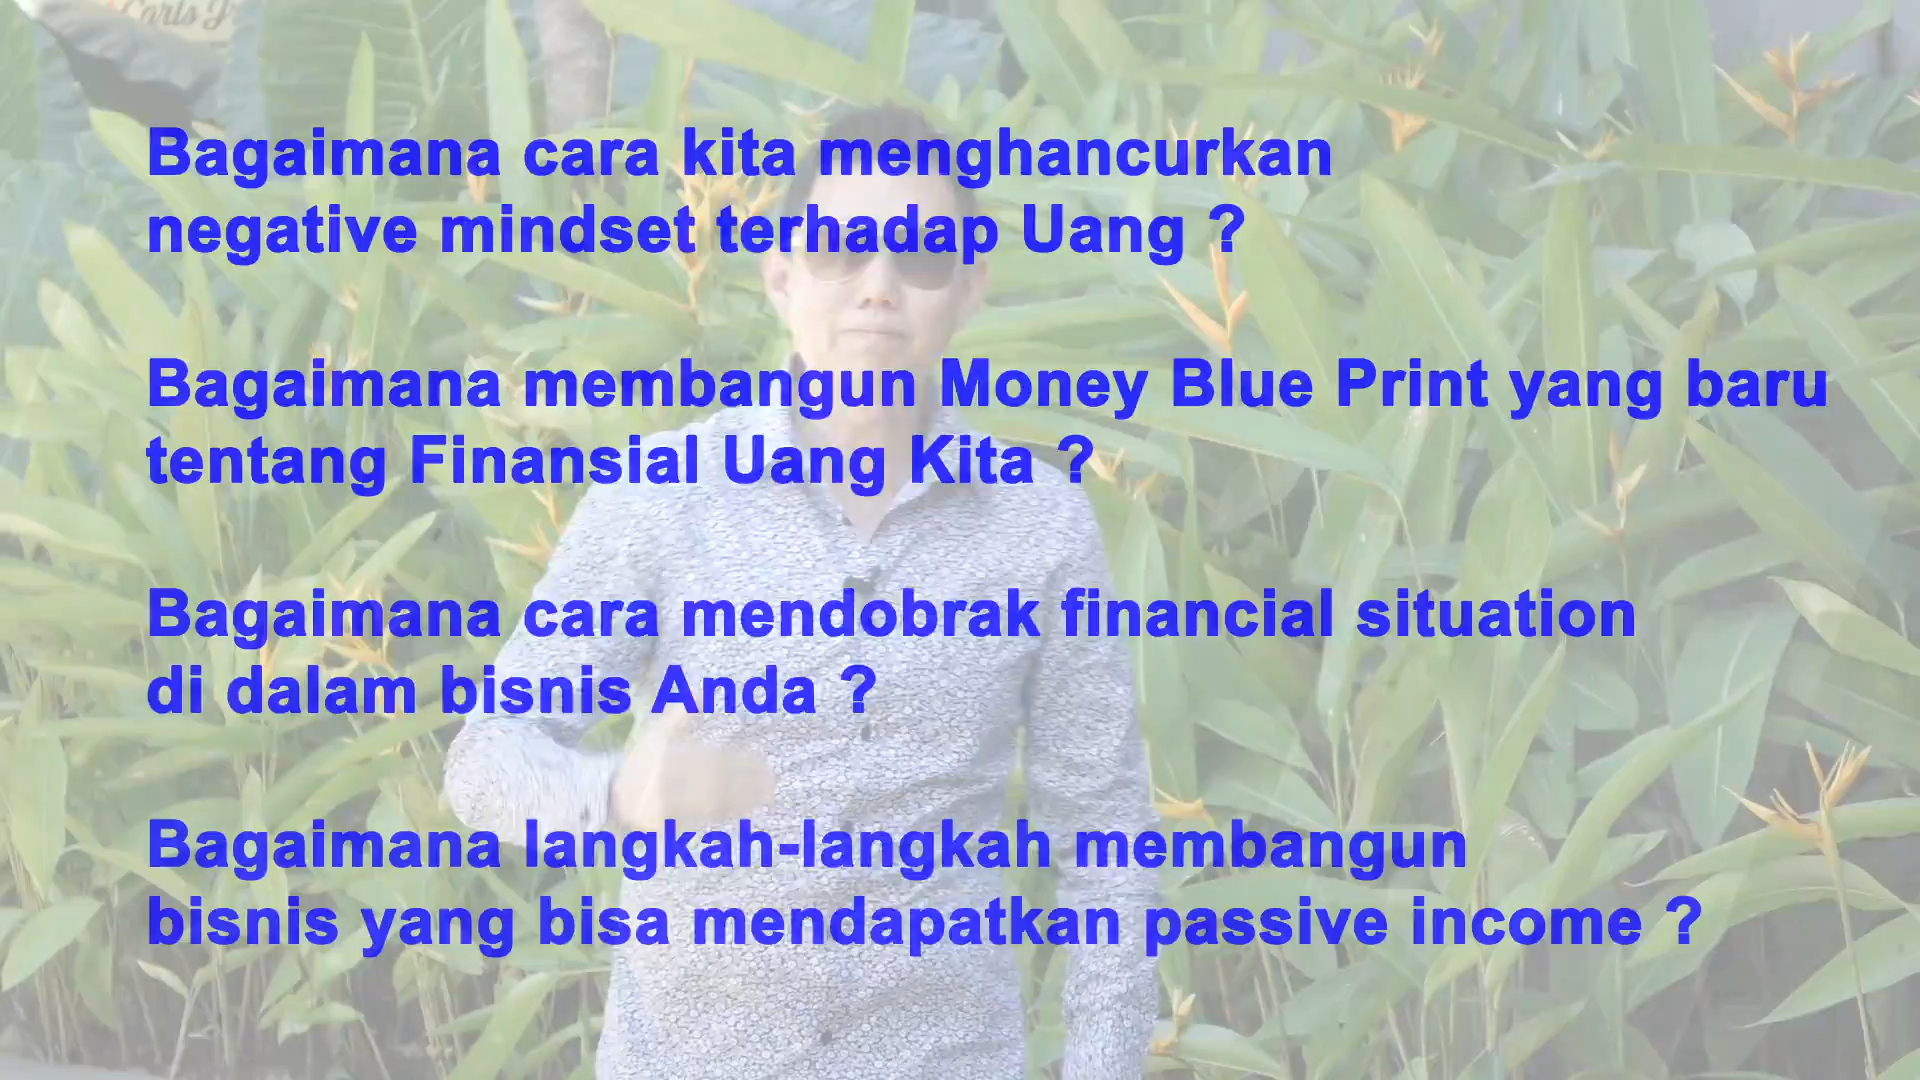 Carls Jr
Bagaimana cara kita menghancurkan
negative mindset terhadap Uang ?
Bagaimana membangun Money Blue Print yang baru
tentang Finansial Uang Kita ?
Bagaimana cara mendobrak financial situation
di dalam bisnis Anda ?
Bagaimana langkah-langkah membangun
bisnis yang bisa mendapatkan passive income ?